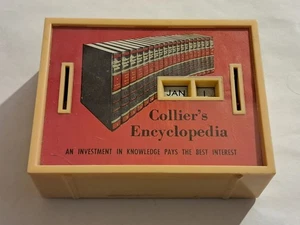 JAN 1
Collier's
Encyclopedia
AN INVESTMENT IN KNOWLEDGE PAYS THE BEST INTEREST